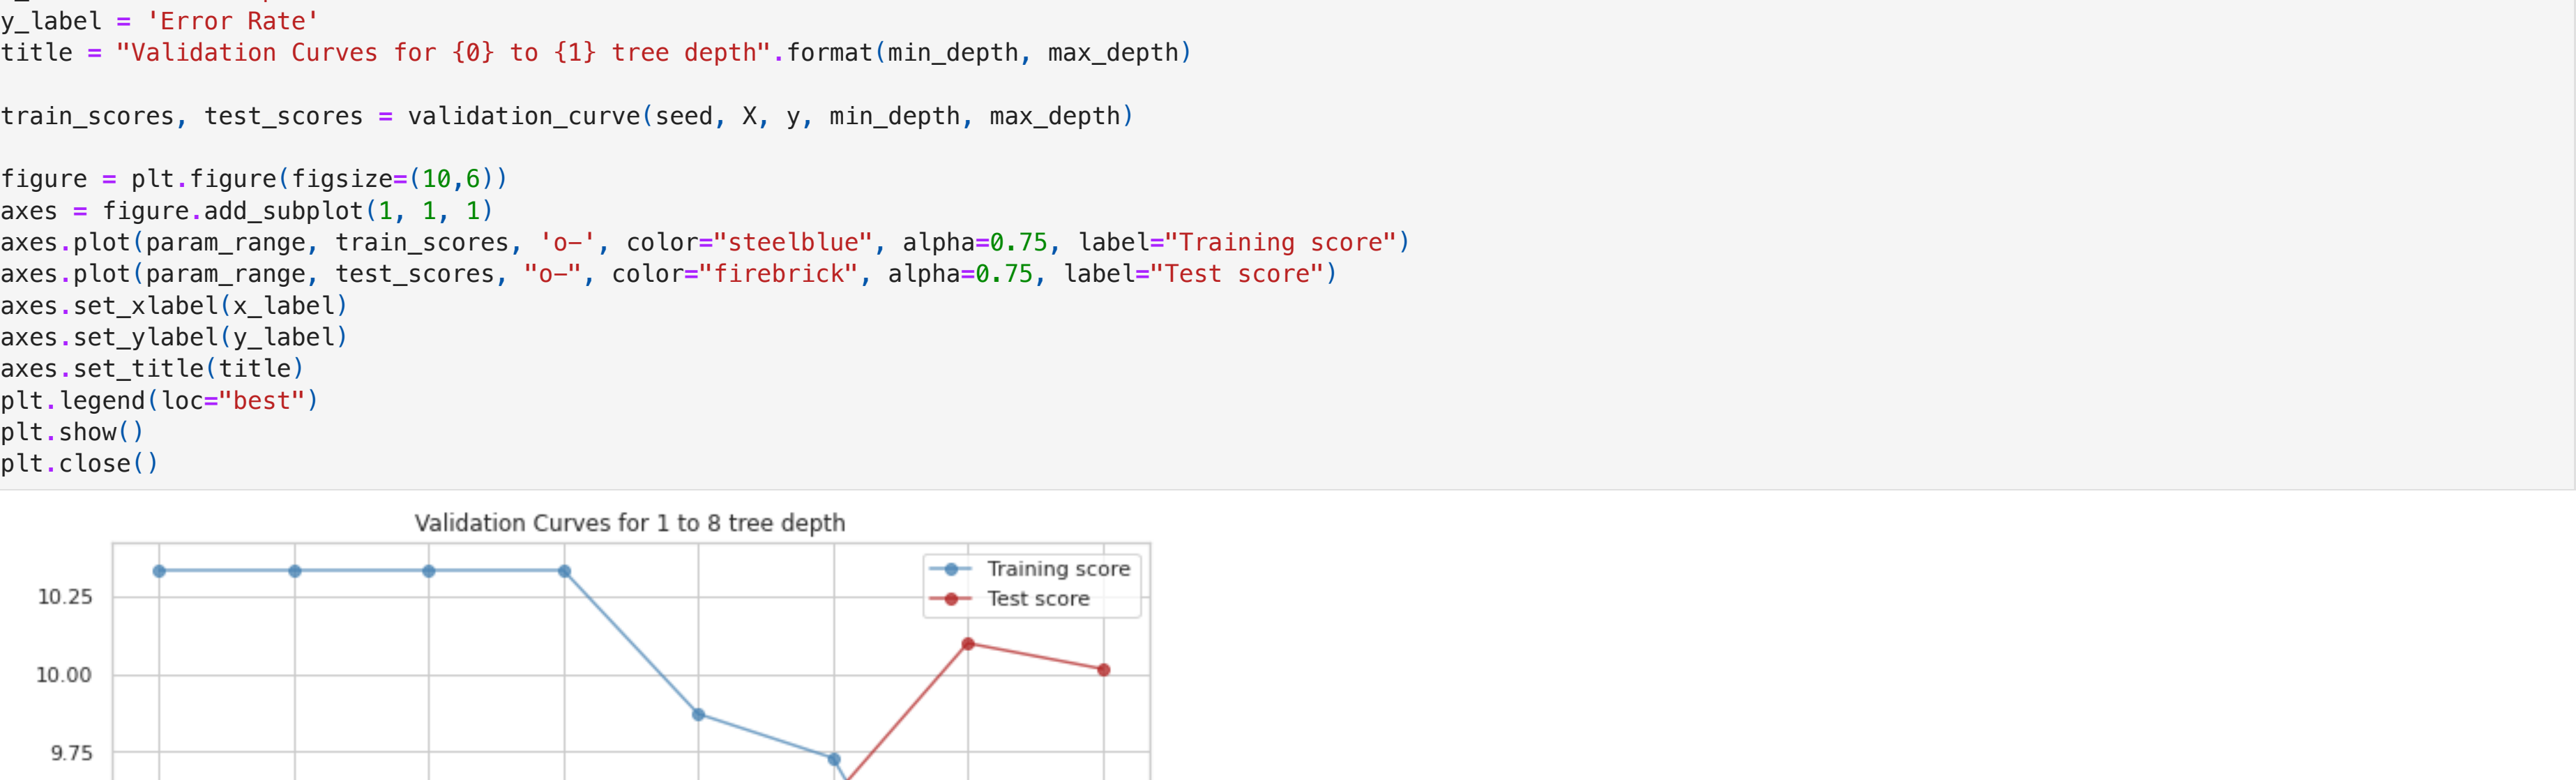 y_label = 'Error Rate'
title = "Validation Curves for {0} to {1} tree depth".format(min_depth, max_depth)
train_scores, test_scores = validation_curve(seed, X, y, min_depth, max_depth)
figure = plt.figure(figsize=(10,6))
axes = figure.add_subplot(1, 1, 1)
axes.plot(param_range, train_scores, 'o-', color="steelblue", alpha=0.75, label="Training score")
axes.plot(param_range, test_scores, "o-", color="firebrick", alpha=0.75, label="Test score")
axes.set_xlabel(x_label)
axes.set_ylabel(y_label)
axes.set_title(title)
plt.legend(loc="best")
plt.show()
plt.close()
Validation Curves for 1 to 8 tree depth
Training score
Test score
10.25
10.00
9.75